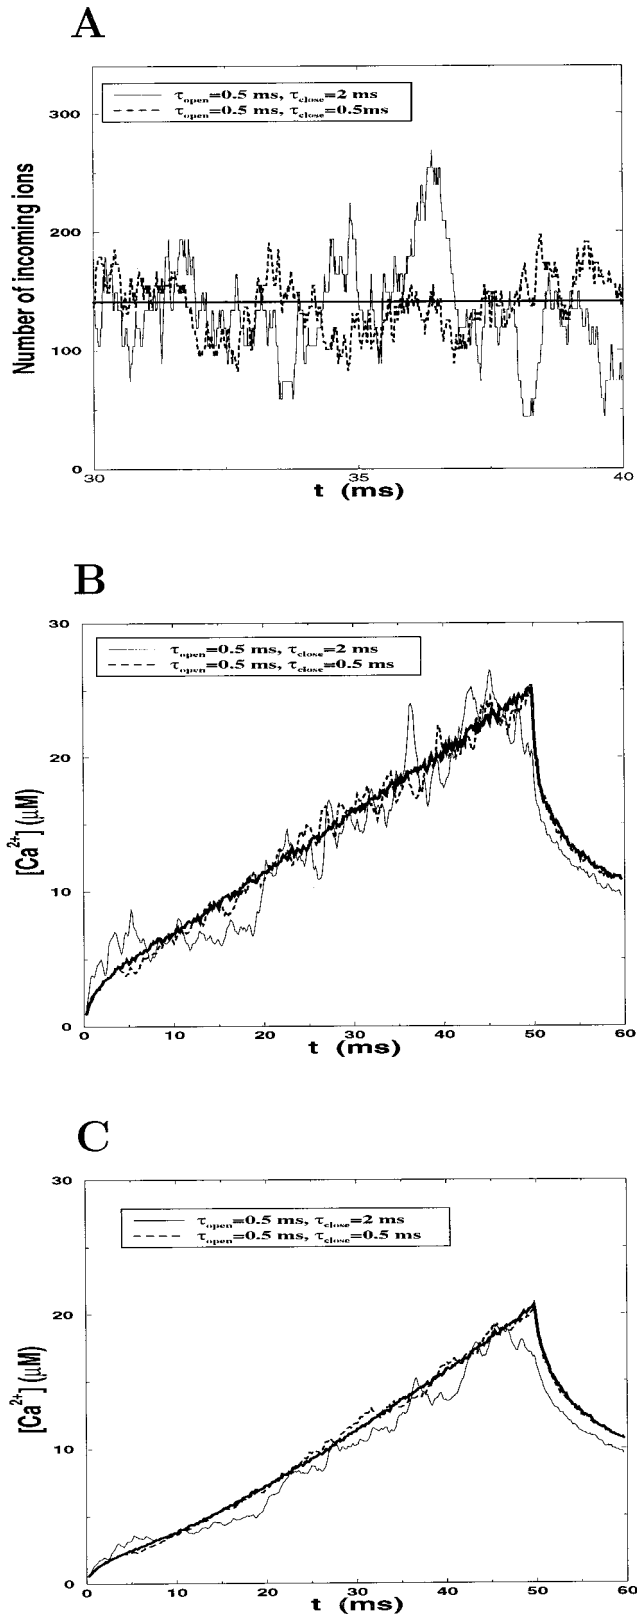 A
300
200
100
0
Number of incoming ions
τopen=0.5 ms, τclose=2 ms
τopen=0.5 ms, τclose=0.5ms
30 35 40
t (ms)
B
30
20
10
0
[Ca2+] (μM)
τopen=0.5 ms, τclose=2 ms
τopen=0.5 ms, τclose=0.5 ms
0 10 20 30 40 50 60
t (ms)
C
30
20
10
0
[Ca2+] (μM)
τopen=0.5 ms, τclose=2 ms
τopen=0.5 ms, τclose=0.5 ms
0 10 20 30 40 50 60
t (ms)